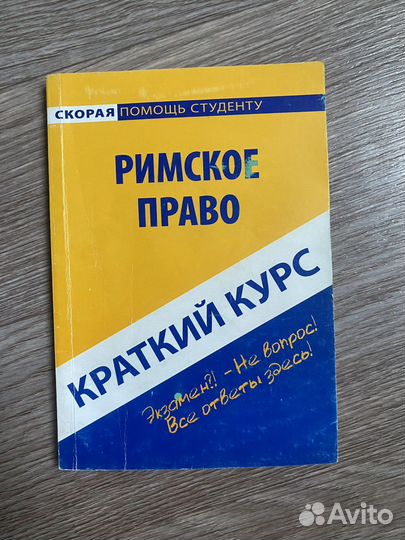 СКОРАЯ ПОМОЩЬ СТУДЕНТУ
РИМСКОЕ
ПРАВО
КРАТКИЙ КУРС
Экзамен?! - Не вопрос!
Все ответы здесь!
Avito